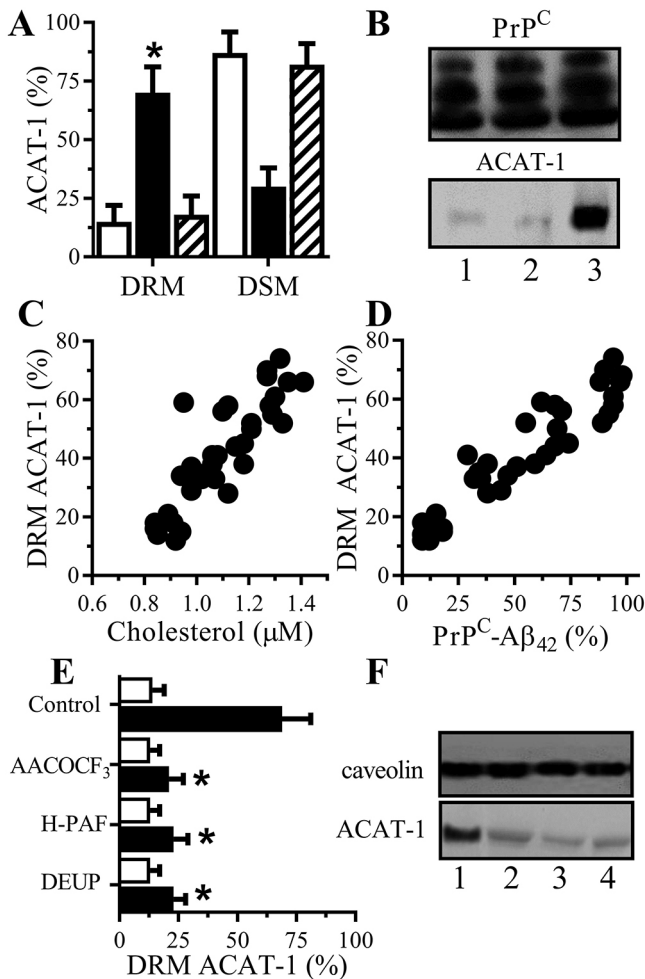 A
ACAT-1 (%)
100
75
50
25
0
*
DRM DSM
B
PrPᶜ
ACAT-1
1 2 3
C
DRM ACAT-1 (%)
80
60
40
20
0
0.6 0.8 1.0 1.2 1.4
Cholesterol (µM)
D
DRM ACAT-1 (%)
80
60
40
20
0
0 25 50 75 100
PrPᶜ-Aβ₄₂ (%)
E
Control
AACOCF₃
*
H-PAF
*
DEUP
*
0 25 50 75 100
DRM ACAT-1 (%)
F
caveolin
ACAT-1
1 2 3 4